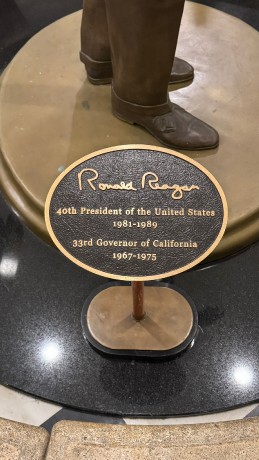 Ronald Reagan
40th President of the United States
1981-1989
33rd Governor of California
1967-1975